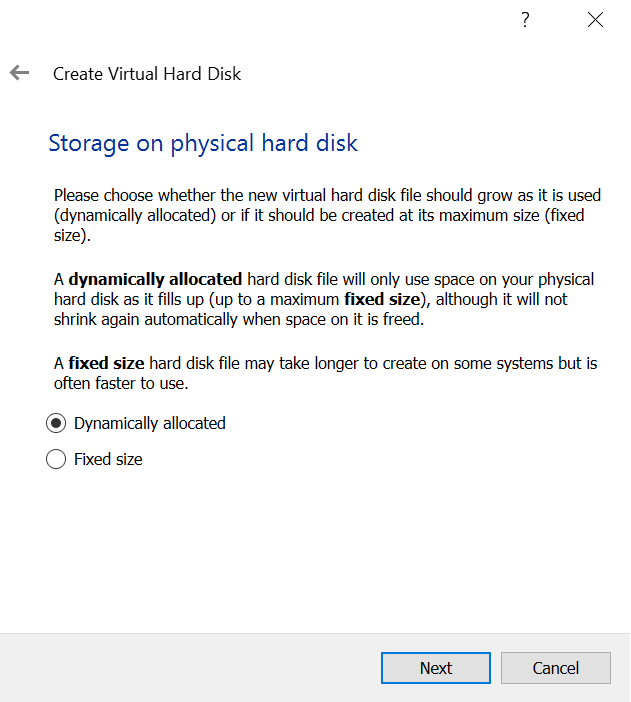 ?
Create Virtual Hard Disk
Storage on physical hard disk
Please choose whether the new virtual hard disk file should grow as it is used
(dynamically allocated) or if it should be created at its maximum size (fixed
size).
A dynamically allocated hard disk file will only use space on your physical
hard disk as it fills up (up to a maximum fixed size), although it will not
shrink again automatically when space on it is freed.
A fixed size hard disk file may take longer to create on some systems but is
often faster to use.
Dynamically allocated
Fixed size
Next Cancel